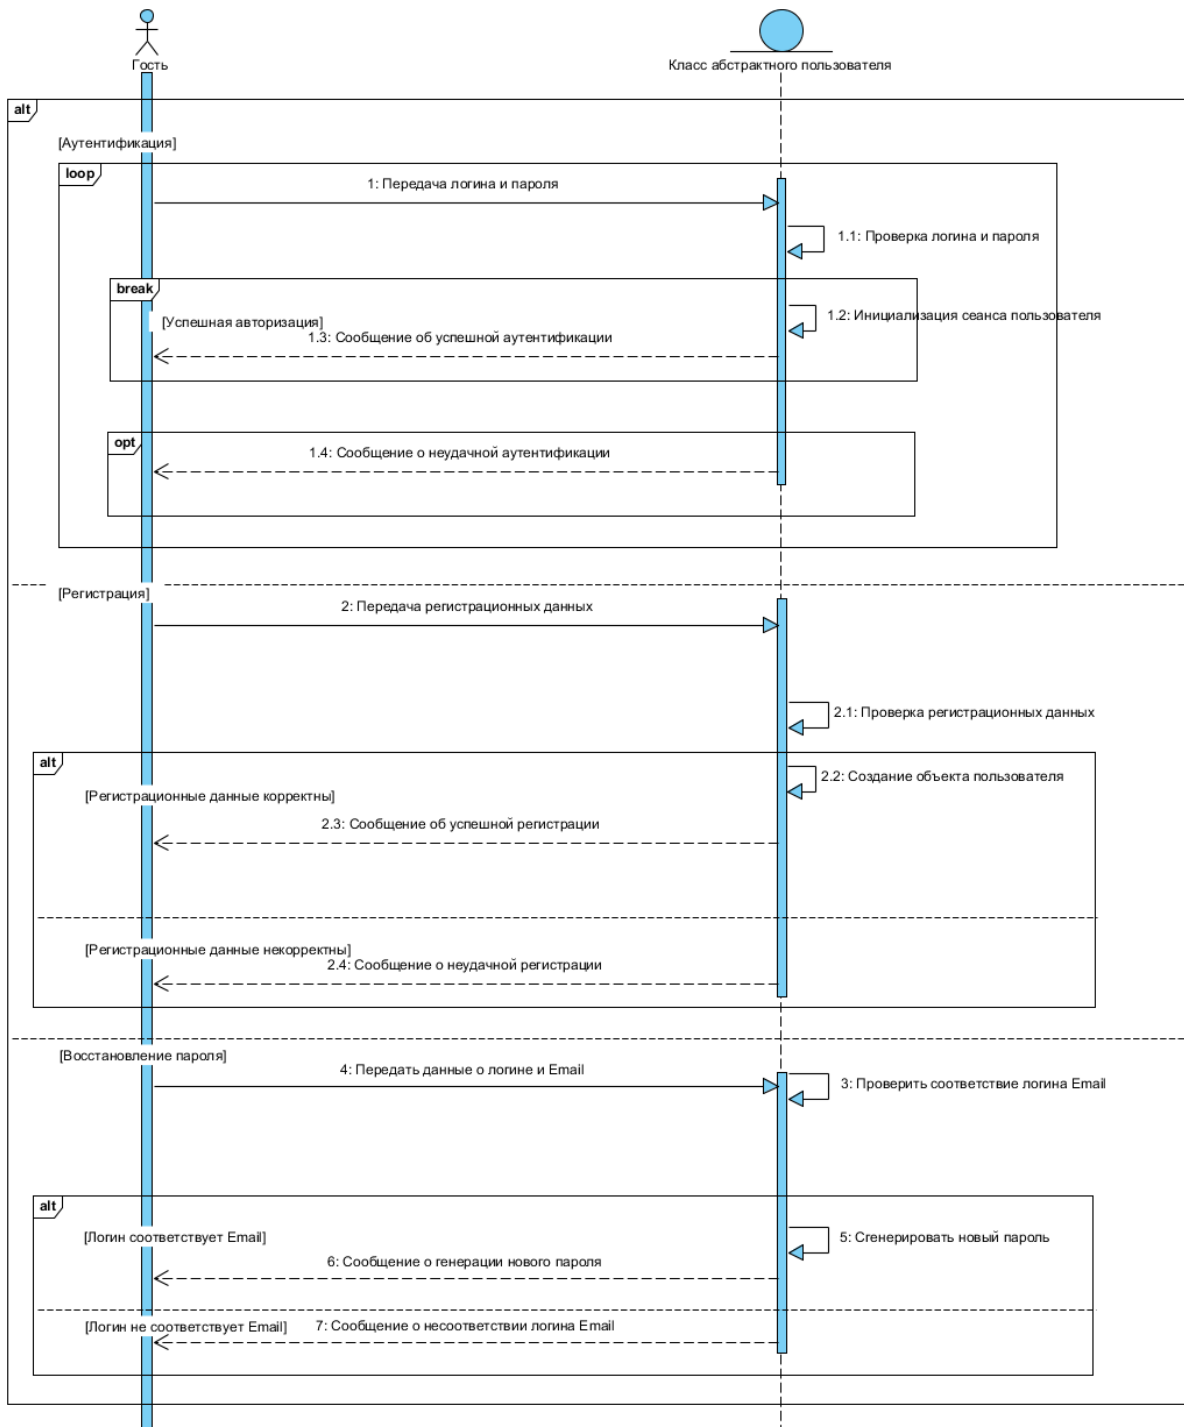 Гость
Класс абстрактного пользователя
alt
[Аутентификация]
loop
1: Передача логина и пароля
1.1: Проверка логина и пароля
break
1.2: Инициализация сеанса пользователя
[Успешная авторизация]
1.3: Сообщение об успешной аутентификации
opt
1.4: Сообщение о неудачной аутентификации
[Регистрация]
2: Передача регистрационных данных
2.1: Проверка регистрационных данных
alt
2.2: Создание объекта пользователя
[Регистрационные данные корректны]
2.3: Сообщение об успешной регистрации
[Регистрационные данные некорректны]
2.4: Сообщение о неудачной регистрации
[Восстановление пароля]
4: Передать данные о логине и Email
3: Проверить соответствие логина Email
alt
[Логин соответствует Email]
5: Сгенерировать новый пароль
6: Сообщение о генерации нового пароля
[Логин не соответствует Email]
7: Сообщение о несоответствии логина Email